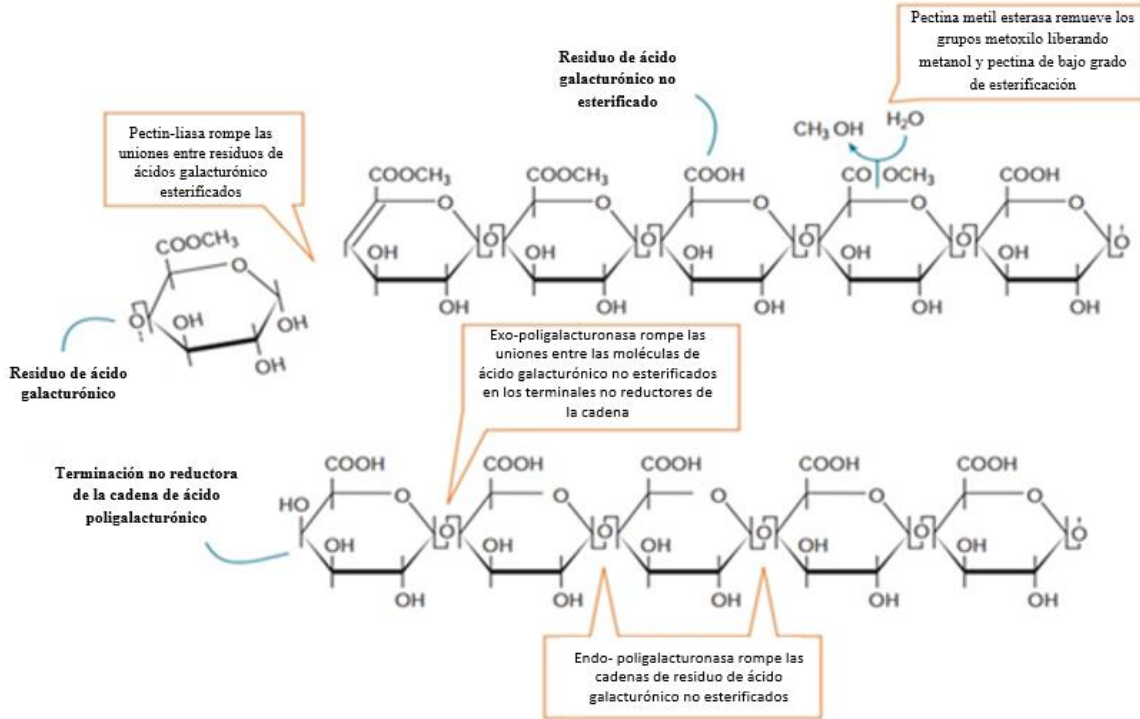 Pectina metil esterasa remueve los
grupos metoxilo liberando
metanol y pectina de bajo grado
de esterificación
Residuo de ácido
galacturónico no
esterificado
Pectin-liasa rompe las
uniones entre residuos de
ácidos galacturónico
esterificados
CH₃ OH
H₂O
COOCH₃
COOCH₃
COOH
CO
OCH₃
COOH
O
O
O
O
O
OH
OH
OH
OH
OH
O
O
O
O
O
OH
OH
OH
OH
OH
COOCH₃
O
O
OH
OH
OH
Residuo de ácido
galacturónico
Exo-poligalacturonasa rompe las
uniones entre las moléculas de
ácido galacturónico no esterificados
en los terminales no reductores de
la cadena
Terminación no reductora
de la cadena de ácido
poligalacturónico
COOH
COOH
COOH
COOH
COOH
HO
O
O
O
O
O
OH
OH
OH
OH
OH
O
O
O
O
O
OH
OH
OH
OH
OH
Endo- poligalacturonasa rompe las
cadenas de residuo de ácido
galacturónico no esterificados